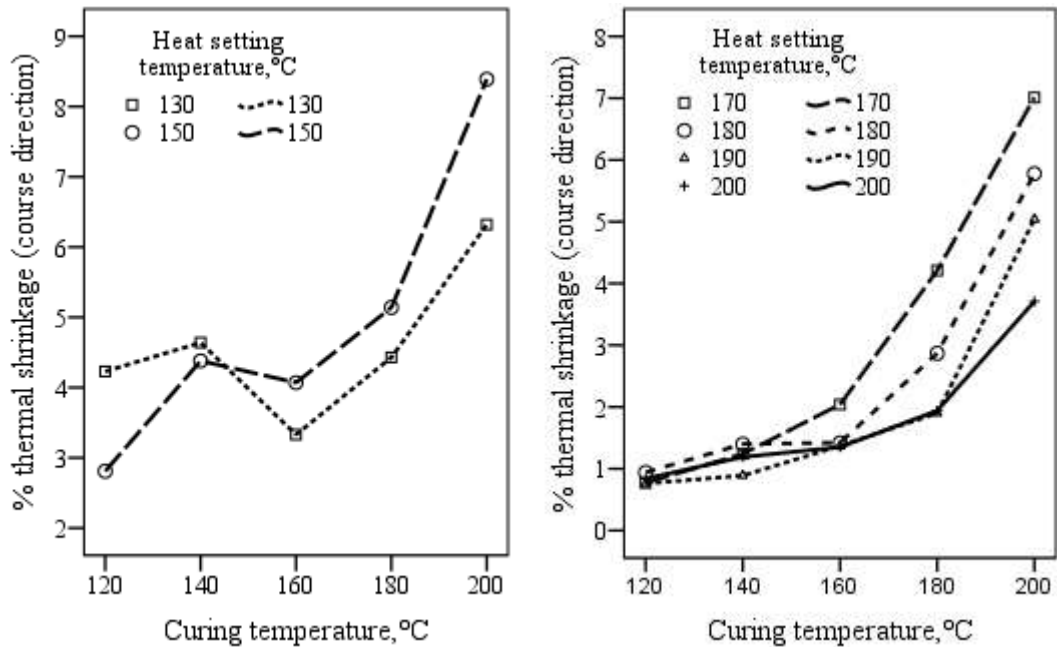 % thermal shrinkage (course direction)
9
8
7
6
5
4
3
2
Heat setting
temperature,°C
130 130
150 150
120 140 160 180 200
Curing temperature,°C
% thermal shrinkage (course direction)
8
7
6
5
4
3
2
1
0
Heat setting
temperature,°C
170 170
180 180
190 190
200 200
120 140 160 180 200
Curing temperature,°C